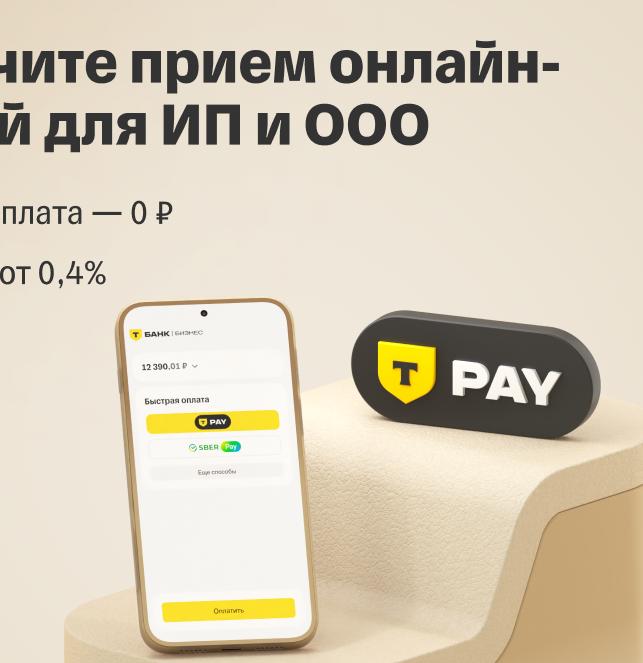 чите прием онлайн-
й для ИП и ООО
плата — 0 ₽
от 0,4%
Т БАНК | БИЗНЕС
12 390,01 ₽
Быстрая оплата
Т PAY
SBER Pay
Еще способы
Оплатить
Т PAY